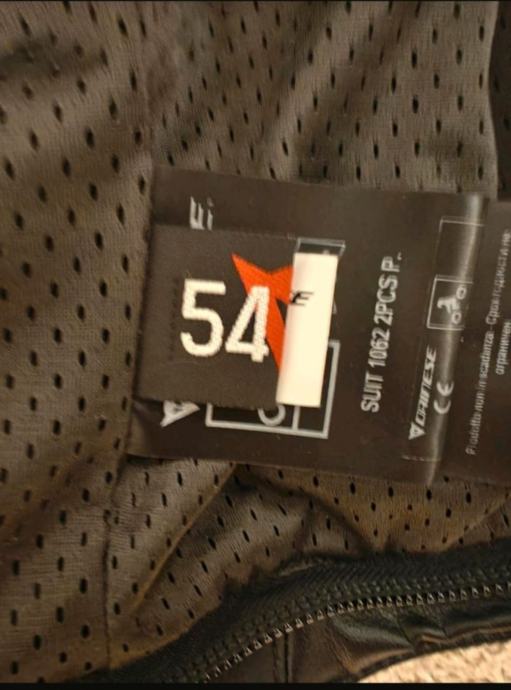 54
SUIT 1062 2PCS P.
DAINESE
CE
Prodotto non in scadenza